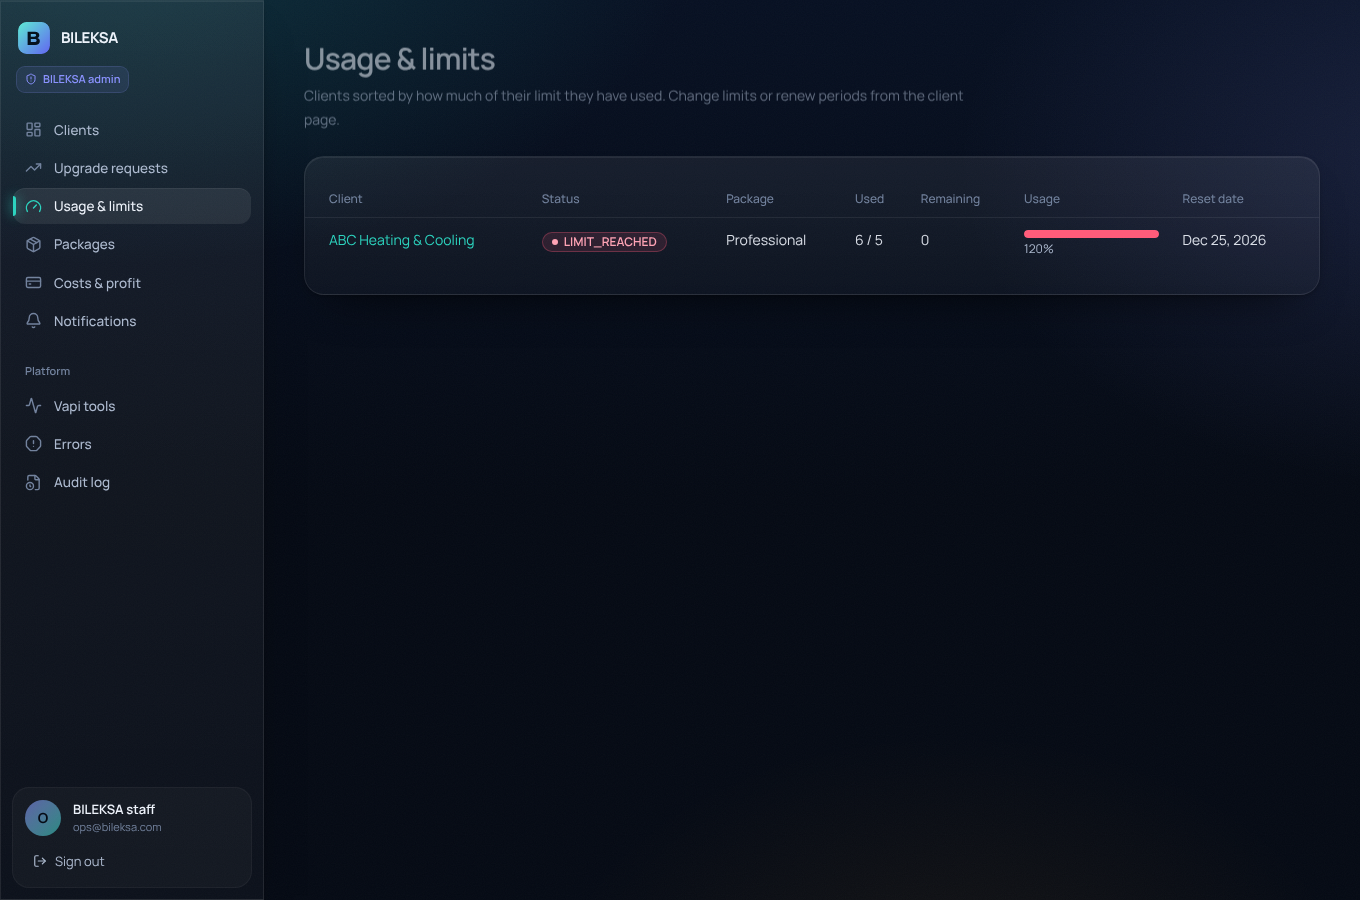 B BILEKSA
BILEKSA admin
Clients
Upgrade requests
Usage & limits
Packages
Costs & profit
Notifications
Platform
Vapi tools
Errors
Audit log
O BILEKSA staff
ops@bileksa.com
Sign out
Usage & limits
Clients sorted by how much of their limit they have used. Change limits or renew periods from the client
page.
Client Status Package Used Remaining Usage Reset date
ABC Heating & Cooling LIMIT_REACHED Professional 6 / 5 0 120% Dec 25, 2026